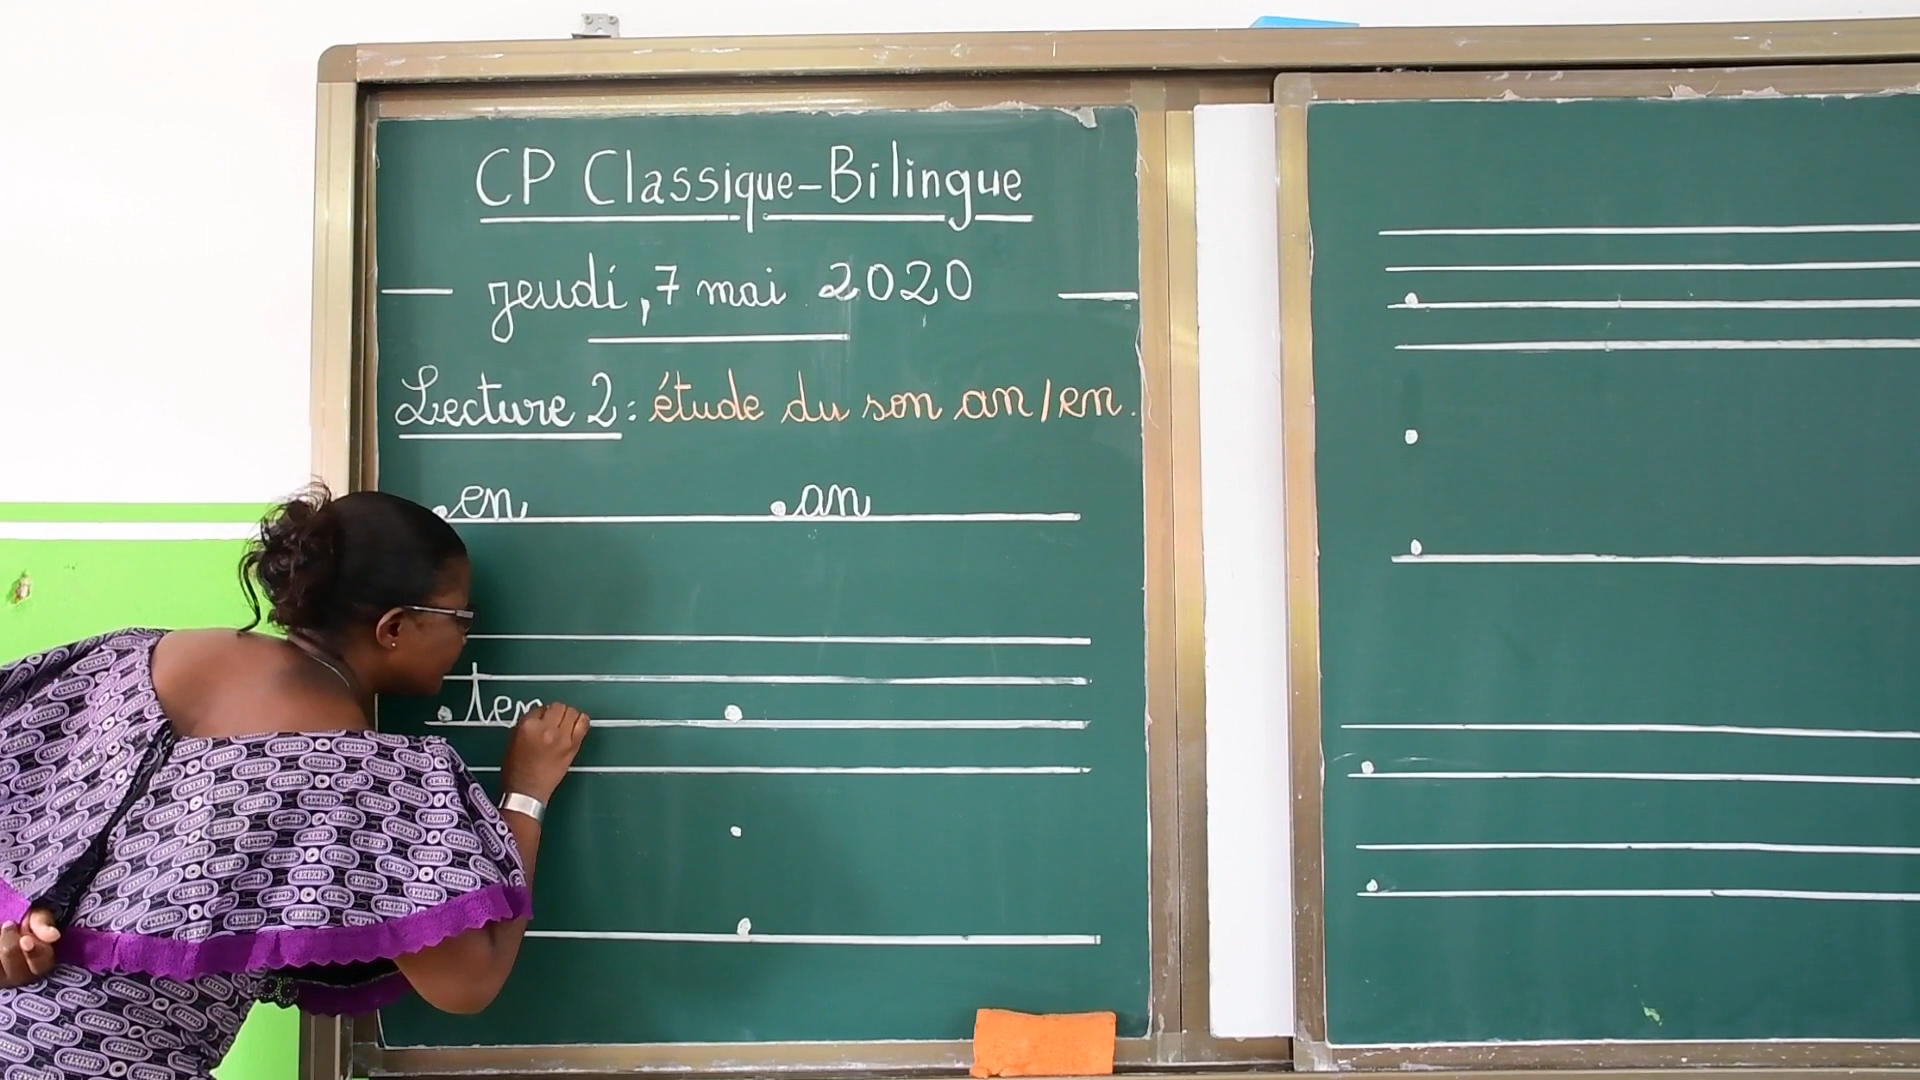 CP Classique-Bilingue
jeudi, 7 mai 2020
Lecture 2 : étude du son an/en.
en an
ten